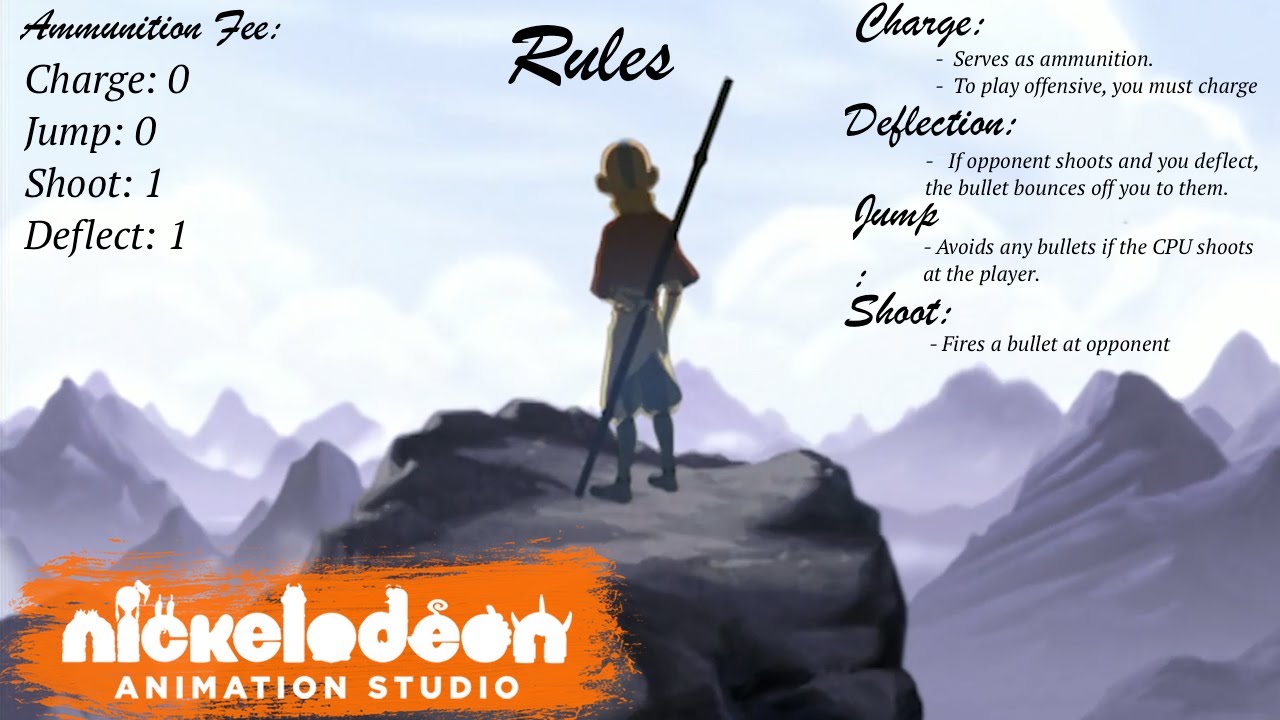 Ammunition Fee:
Charge: 0
Jump: 0
Shoot: 1
Deflect: 1
Rules
Charge:
- Serves as ammunition.
- To play offensive, you must charge
Deflection:
- If opponent shoots and you deflect,
the bullet bounces off you to them.
Jump
- Avoids any bullets if the CPU shoots
at the player.
:
Shoot:
- Fires a bullet at opponent
nickelodeon
ANIMATION STUDIO